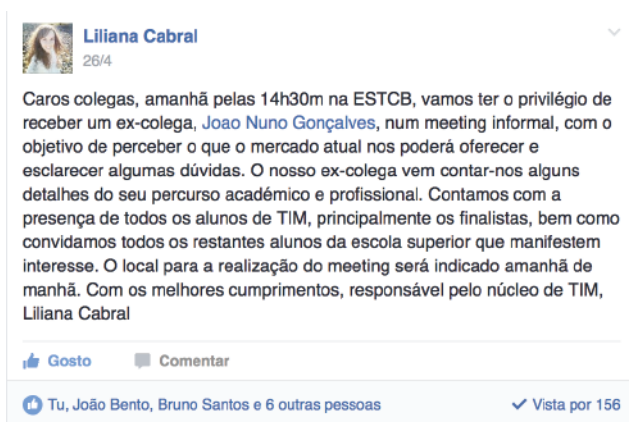 Liliana Cabral
26/4
Caros colegas, amanhã pelas 14h30m na ESTCB, vamos ter o privilégio de
receber um ex-colega, Joao Nuno Gonçalves, num meeting informal, com o
objetivo de perceber o que o mercado atual nos poderá oferecer e
esclarecer algumas dúvidas. O nosso ex-colega vem contar-nos alguns
detalhes do seu percurso académico e profissional. Contamos com a
presença de todos os alunos de TIM, principalmente os finalistas, bem como
convidamos todos os restantes alunos da escola superior que manifestem
interesse. O local para a realização do meeting será indicado amanhã de
manhã. Com os melhores cumprimentos, responsável pelo núcleo de TIM,
Liliana Cabral
Gosto Comentar
Tu, João Bento, Bruno Santos e 6 outras pessoas Vista por 156